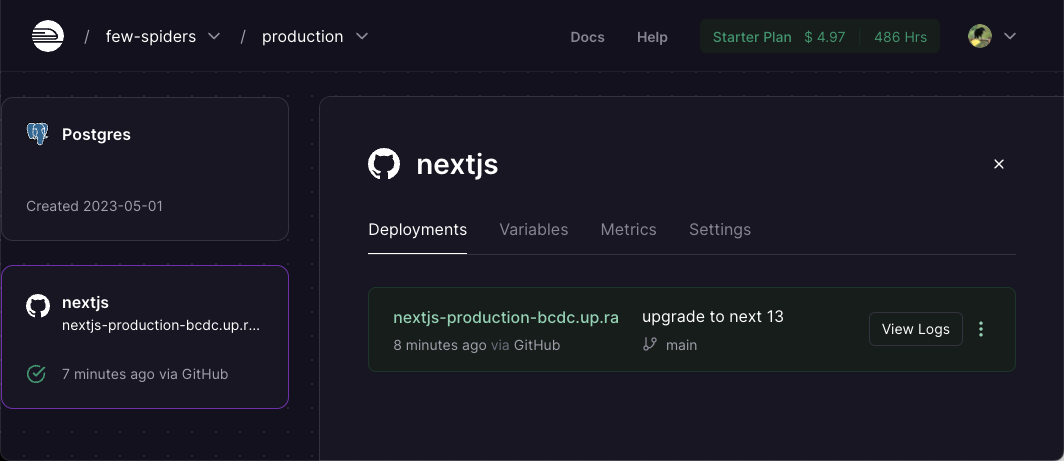 / few-spiders / production Docs Help Starter Plan $ 4.97 486 Hrs
Postgres
Created 2023-05-01
nextjs
nextjs-production-bcdc.up.r...
7 minutes ago via GitHub
nextjs
Deployments Variables Metrics Settings
nextjs-production-bcdc.up.ra upgrade to next 13
8 minutes ago via GitHub main
View Logs